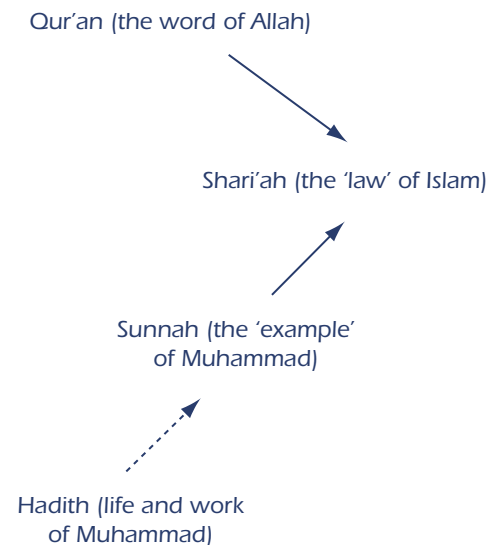 Qur’an (the word of Allah)
Shari’ah (the ‘law’ of Islam)
Sunnah (the ‘example’
of Muhammad)
Hadith (life and work
of Muhammad)